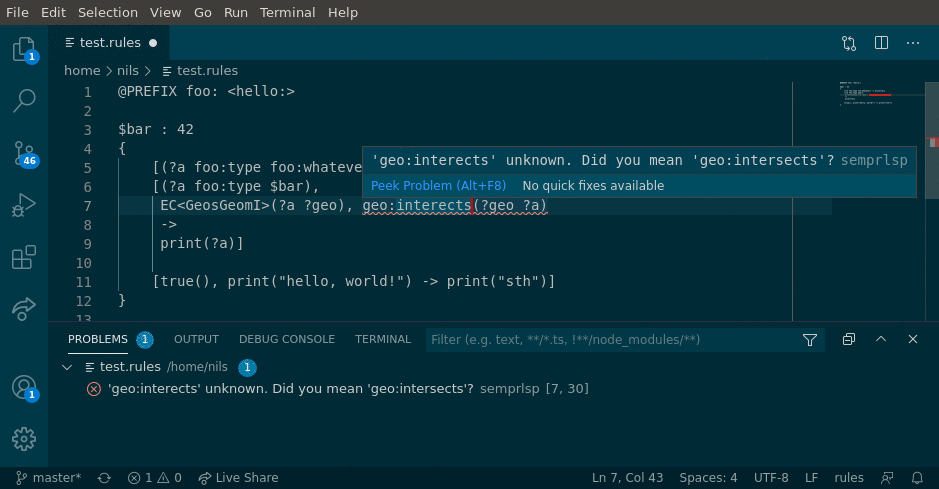 File Edit Selection View Go Run Terminal Help
test.rules
home > nils > test.rules
1 @PREFIX foo: <hello:>
2
3 $bar : 42
4 {
5 [(?a foo:type foo:whateve
'geo:interects' unknown. Did you mean 'geo:intersects'? semprlsp
6 [(?a foo:type $bar),
Peek Problem (Alt+F8) No quick fixes available
7 EC<GeosGeomI>(?a ?geo), geo:interects(?geo ?a)
8 ->
9 print(?a)]
10
11 [true(), print("hello, world!") -> print("sth")]
12 }
13
1
46
1
PROBLEMS 1 OUTPUT DEBUG CONSOLE TERMINAL Filter (e.g. text, **/*.ts, !**/node_modules/**)
test.rules /home/nils 1
'geo:interects' unknown. Did you mean 'geo:intersects'? semprlsp [7, 30]
master* 1 0 Live Share Ln 7, Col 43 Spaces: 4 UTF-8 LF rules